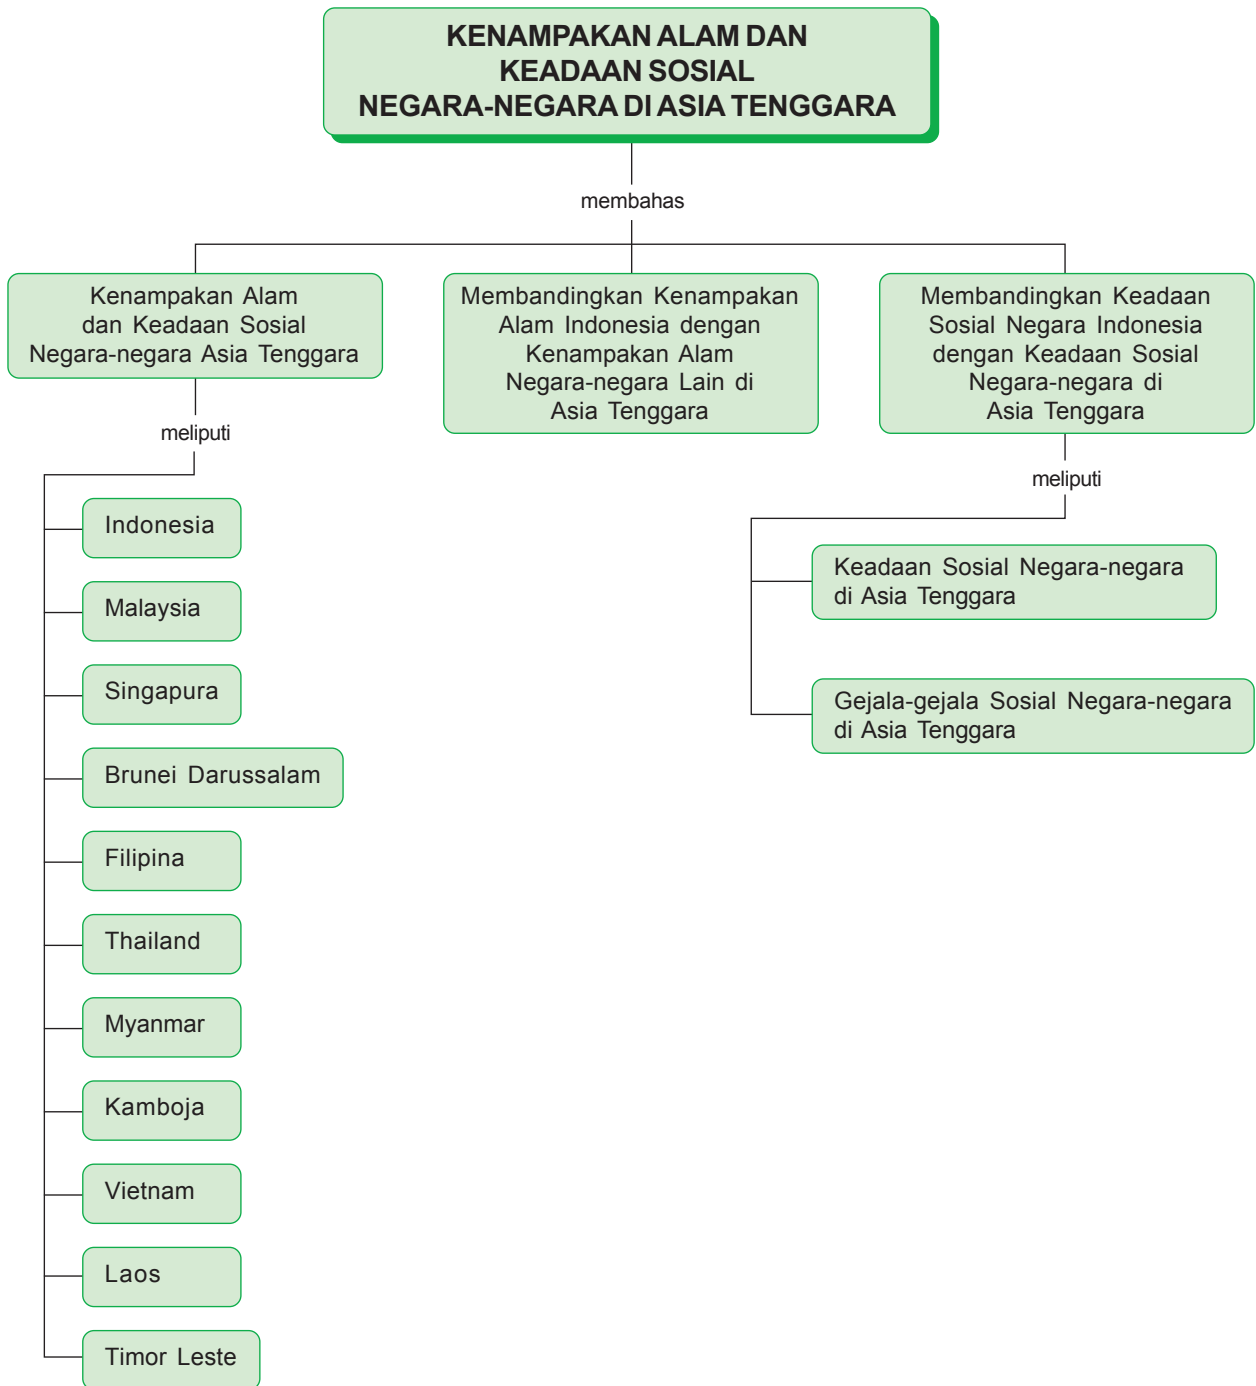 KENAMPAKAN ALAM DAN
KEADAAN SOSIAL
NEGARA-NEGARA DI ASIA TENGGARA
membahas
Kenampakan Alam
dan Keadaan Sosial
Negara-negara Asia Tenggara
Membandingkan Kenampakan
Alam Indonesia dengan
Kenampakan Alam
Negara-negara Lain di
Asia Tenggara
Membandingkan Keadaan
Sosial Negara Indonesia
dengan Keadaan Sosial
Negara-negara di
Asia Tenggara
meliputi
Indonesia
Malaysia
Singapura
Brunei Darussalam
Filipina
Thailand
Myanmar
Kamboja
Vietnam
Laos
Timor Leste
meliputi
Keadaan Sosial Negara-negara
di Asia Tenggara
Gejala-gejala Sosial Negara-negara
di Asia Tenggara